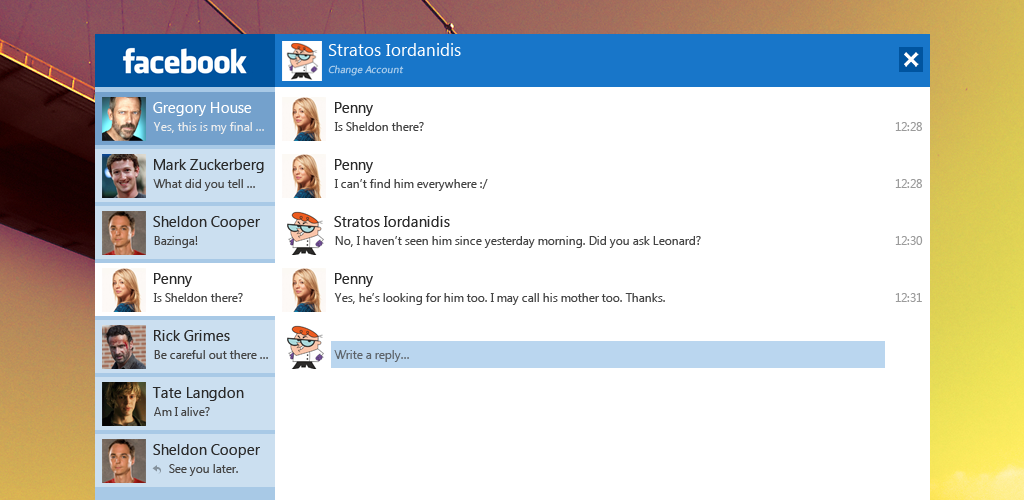 facebook
Stratos Iordanidis
Change Account
Gregory House
Yes, this is my final ...
Mark Zuckerberg
What did you tell ...
Sheldon Cooper
Bazinga!
Penny
Is Sheldon there?
Rick Grimes
Be careful out there ...
Tate Langdon
Am I alive?
Sheldon Cooper
See you later.
Penny
Is Sheldon there?
12:28
Penny
I can't find him everywhere :/
12:28
Stratos Iordanidis
No, I haven't seen him since yesterday morning. Did you ask Leonard?
12:30
Penny
Yes, he's looking for him too. I may call his mother too. Thanks.
12:31
Write a reply...